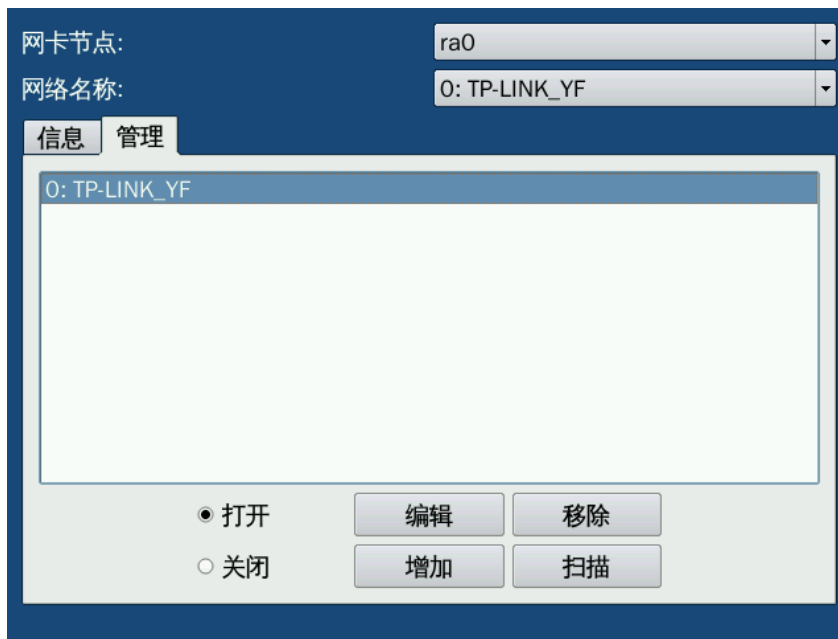 网卡节点: ra0
网络名称: 0: TP-LINK_YF
信息 管理
0: TP-LINK_YF
打开 编辑 移除
关闭 增加 扫描